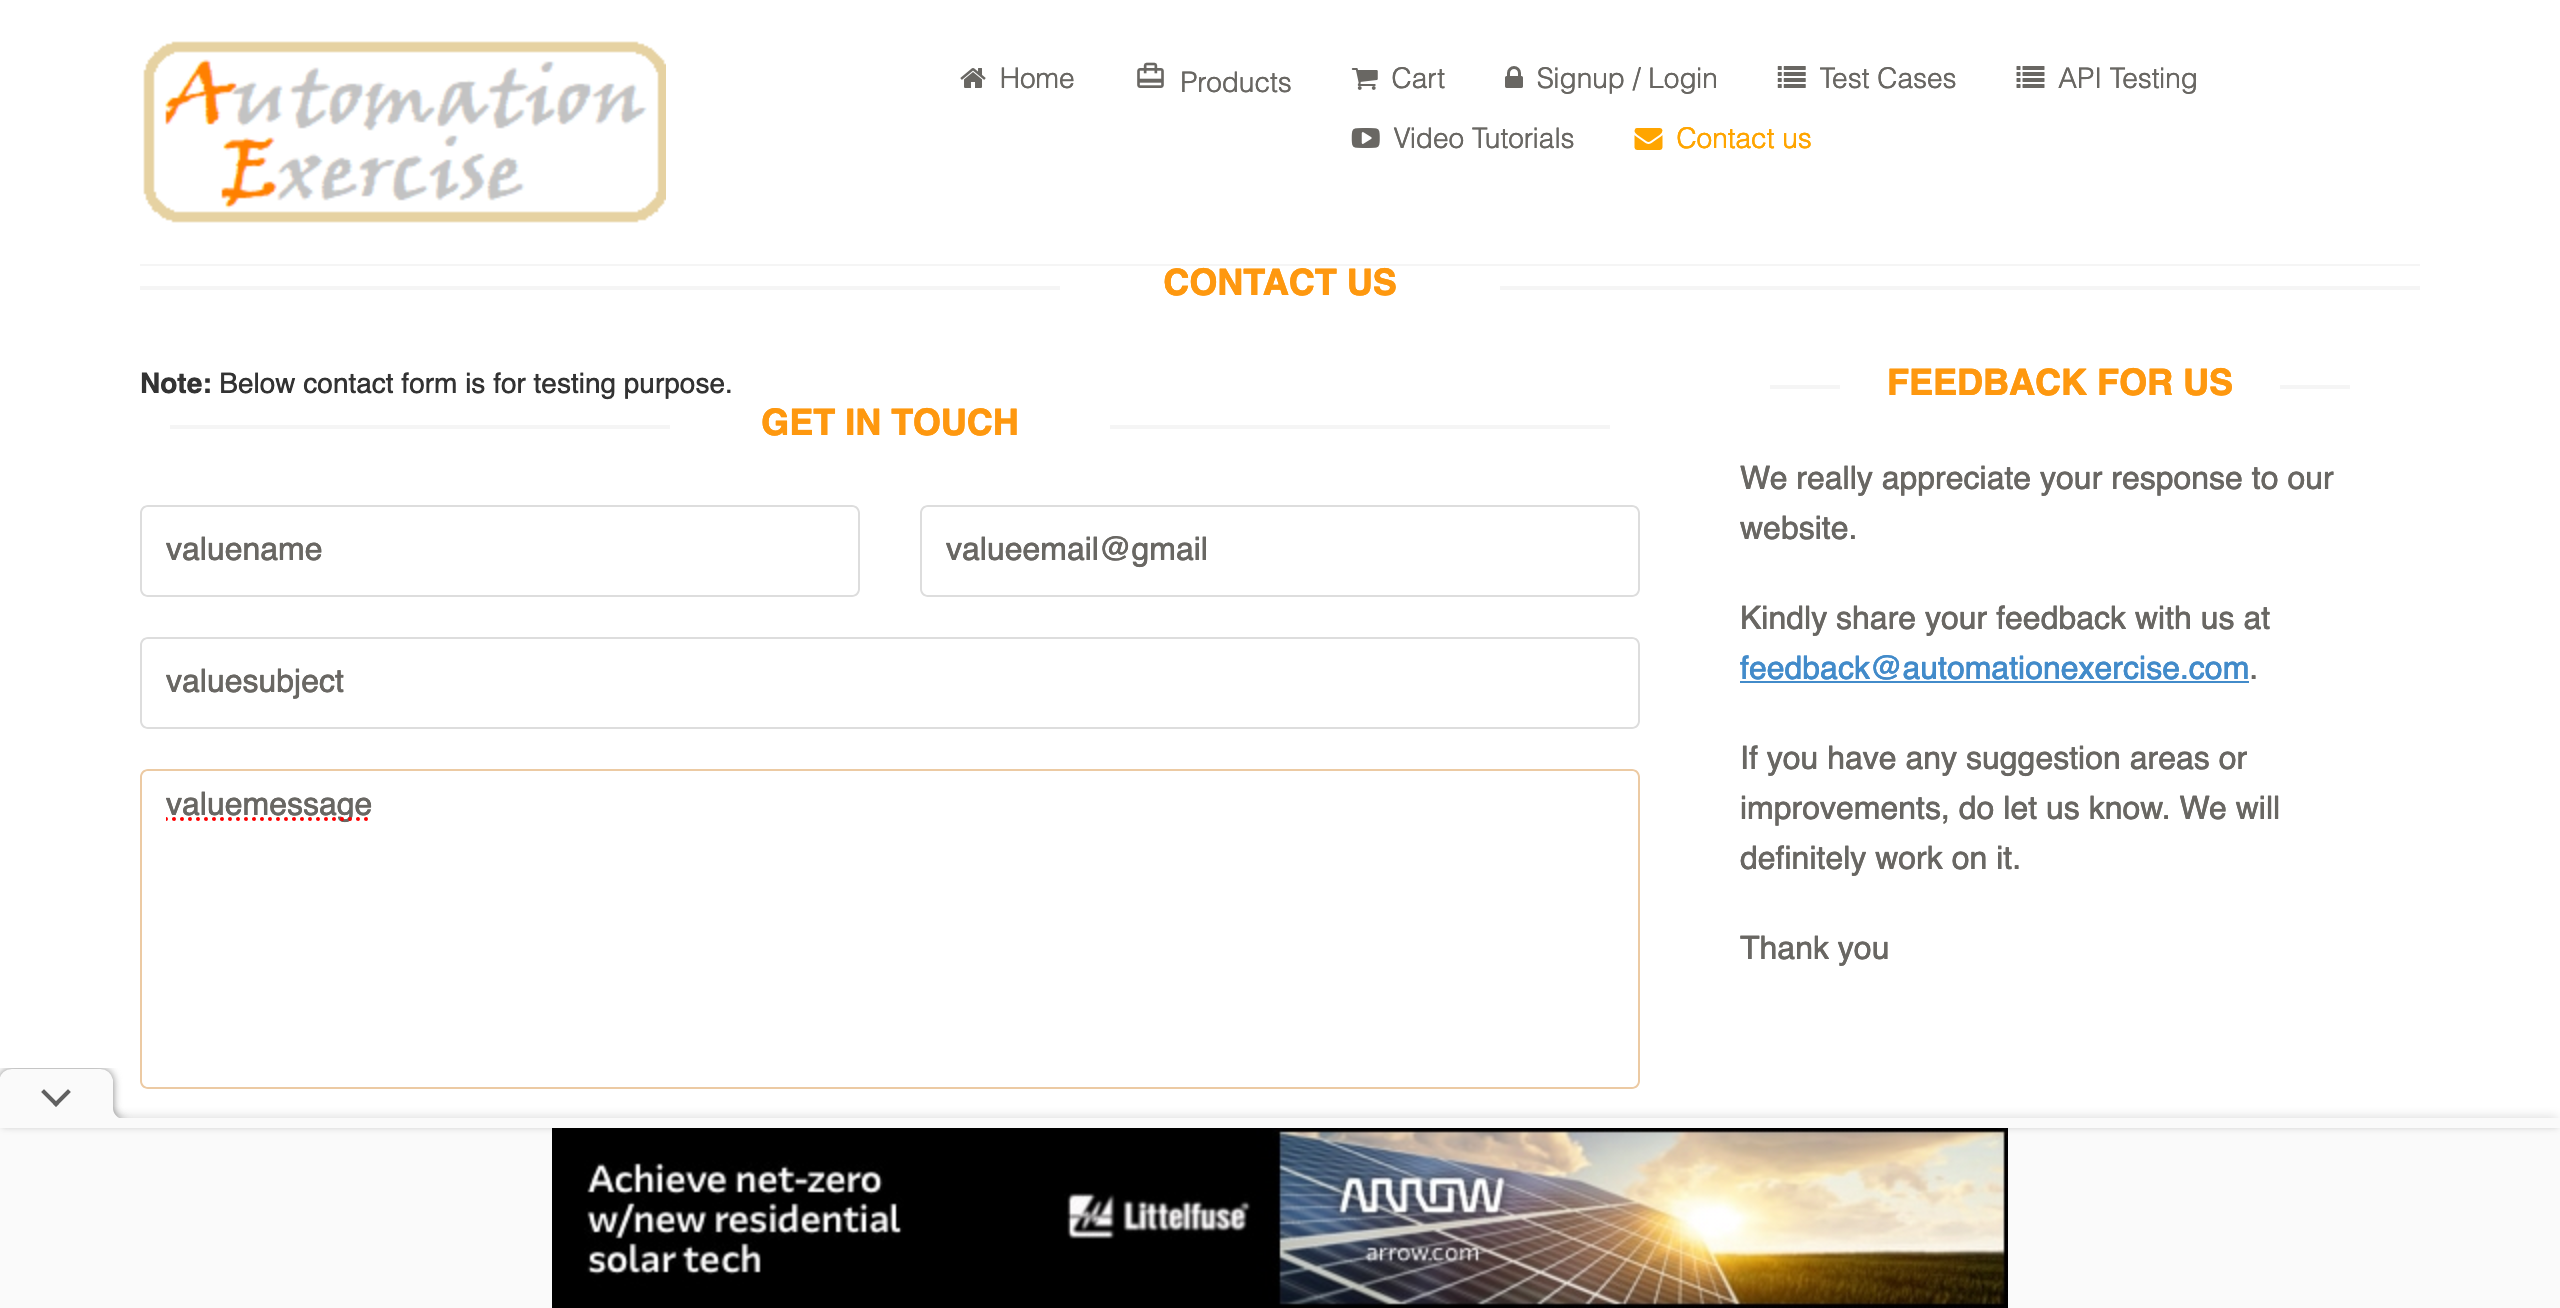 Automation
Exercise
Home
Products
Cart
Signup / Login
Test Cases
API Testing
Video Tutorials
Contact us
CONTACT US
Note: Below contact form is for testing purpose.
GET IN TOUCH
valuename
valueemail@gmail
valuesubject
valuemessage
FEEDBACK FOR US
We really appreciate your response to our
website.
Kindly share your feedback with us at
feedback@automationexercise.com.
If you have any suggestion areas or
improvements, do let us know. We will
definitely work on it.
Thank you
Achieve net-zero
w/new residential
solar tech
Littelfuse
ARROW
arrow.com